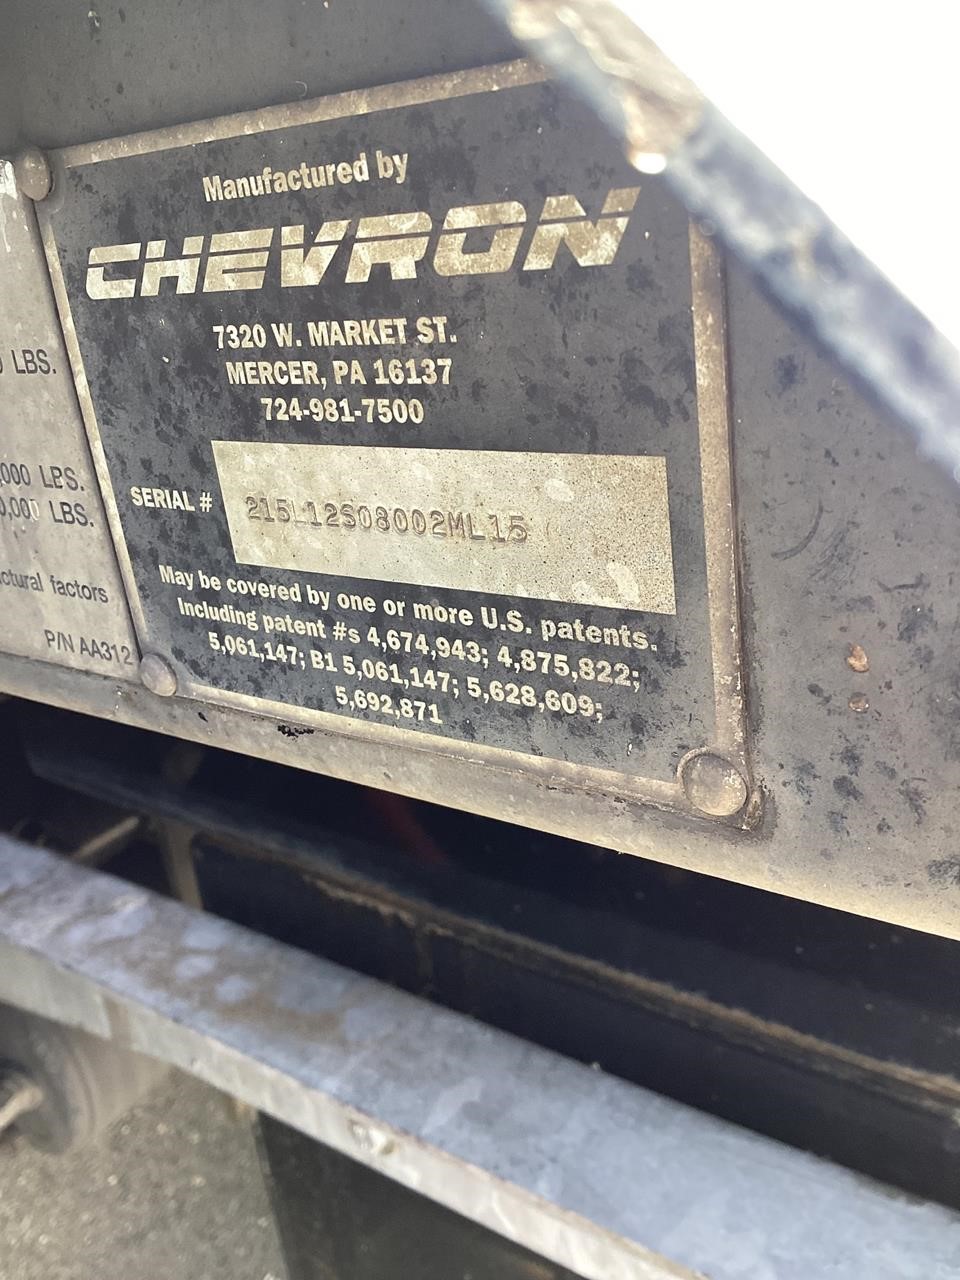 Manufactured by
CHEVRON
7320 W. MARKET ST.
MERCER, PA 16137
724-981-7500
SERIAL # 215L12S08002ML15
May be covered by one or more U.S. patents.
Including patent #s 4,674,943; 4,875,822;
5,061,147; B1 5,061,147; 5,628,609;
5,692,871
LBS.
,000 LBS.
0,000 LBS.
ctural factors
P/N AA312